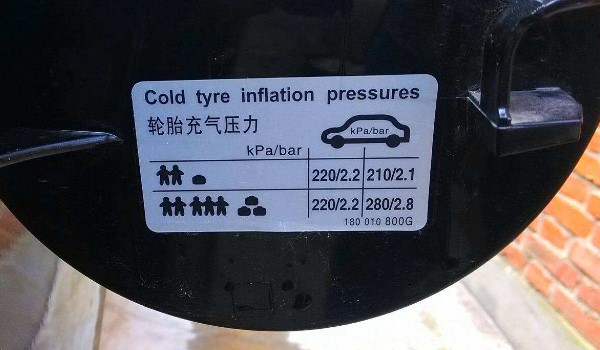 Cold tyre inflation pressures
轮胎充气压力
kPa/bar
kPa/bar
220/2.2 210/2.1
220/2.2 280/2.8
180 010 800G